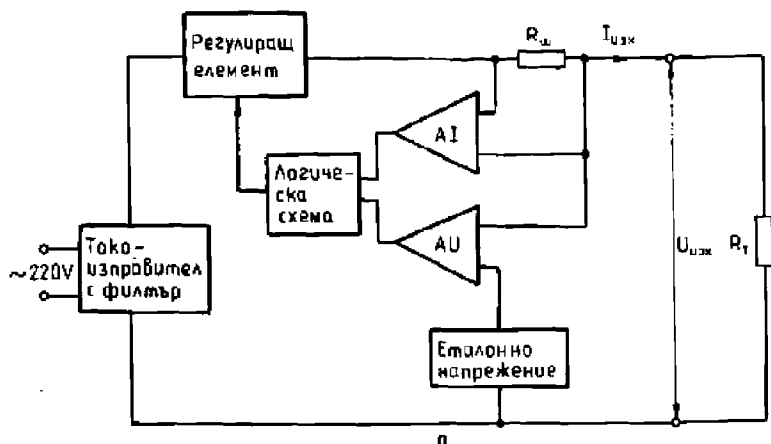 Регулиращ
елемент
Rш
Iизх
AI
Логиче-
ска
схема
AU
Токо-
изправител
с филтър
~220V
Uизх
Rт
Еталонно
напрежение
а